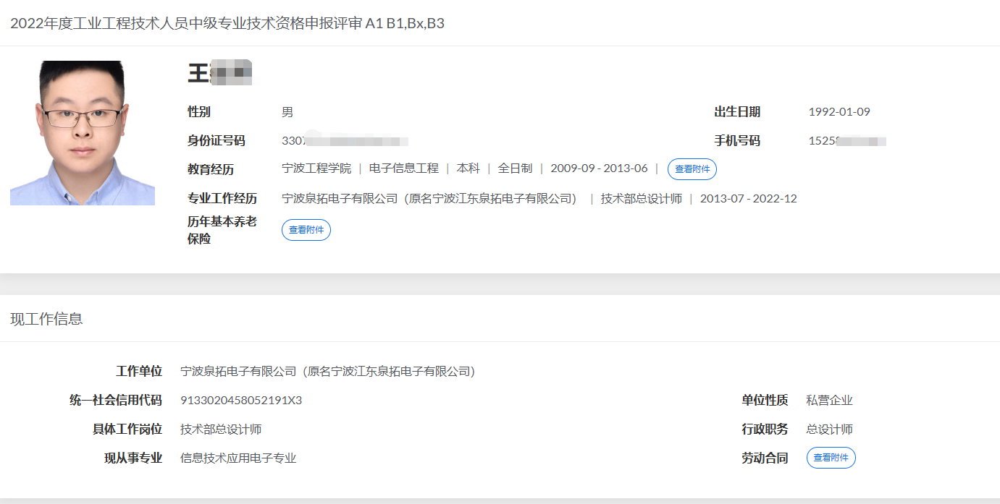 2022年度工业工程技术人员中级专业技术资格申报评审 A1 B1,Bx,B3
王
性别 男 出生日期 1992-01-09
身份证号码 330 手机号码 1525
教育经历 宁波工程学院 | 电子信息工程 | 本科 | 全日制 | 2009-09 - 2013-06 | 查看附件
专业工作经历 宁波泉拓电子有限公司（原名宁波江东泉拓电子有限公司） | 技术部总设计师 | 2013-07 - 2022-12
历年基本养老
保险 查看附件
现工作信息
工作单位 宁波泉拓电子有限公司（原名宁波江东泉拓电子有限公司）
统一社会信用代码 9133020458052191X3 单位性质 私营企业
具体工作岗位 技术部总设计师 行政职务 总设计师
现从事专业 信息技术应用电子专业 劳动合同 查看附件